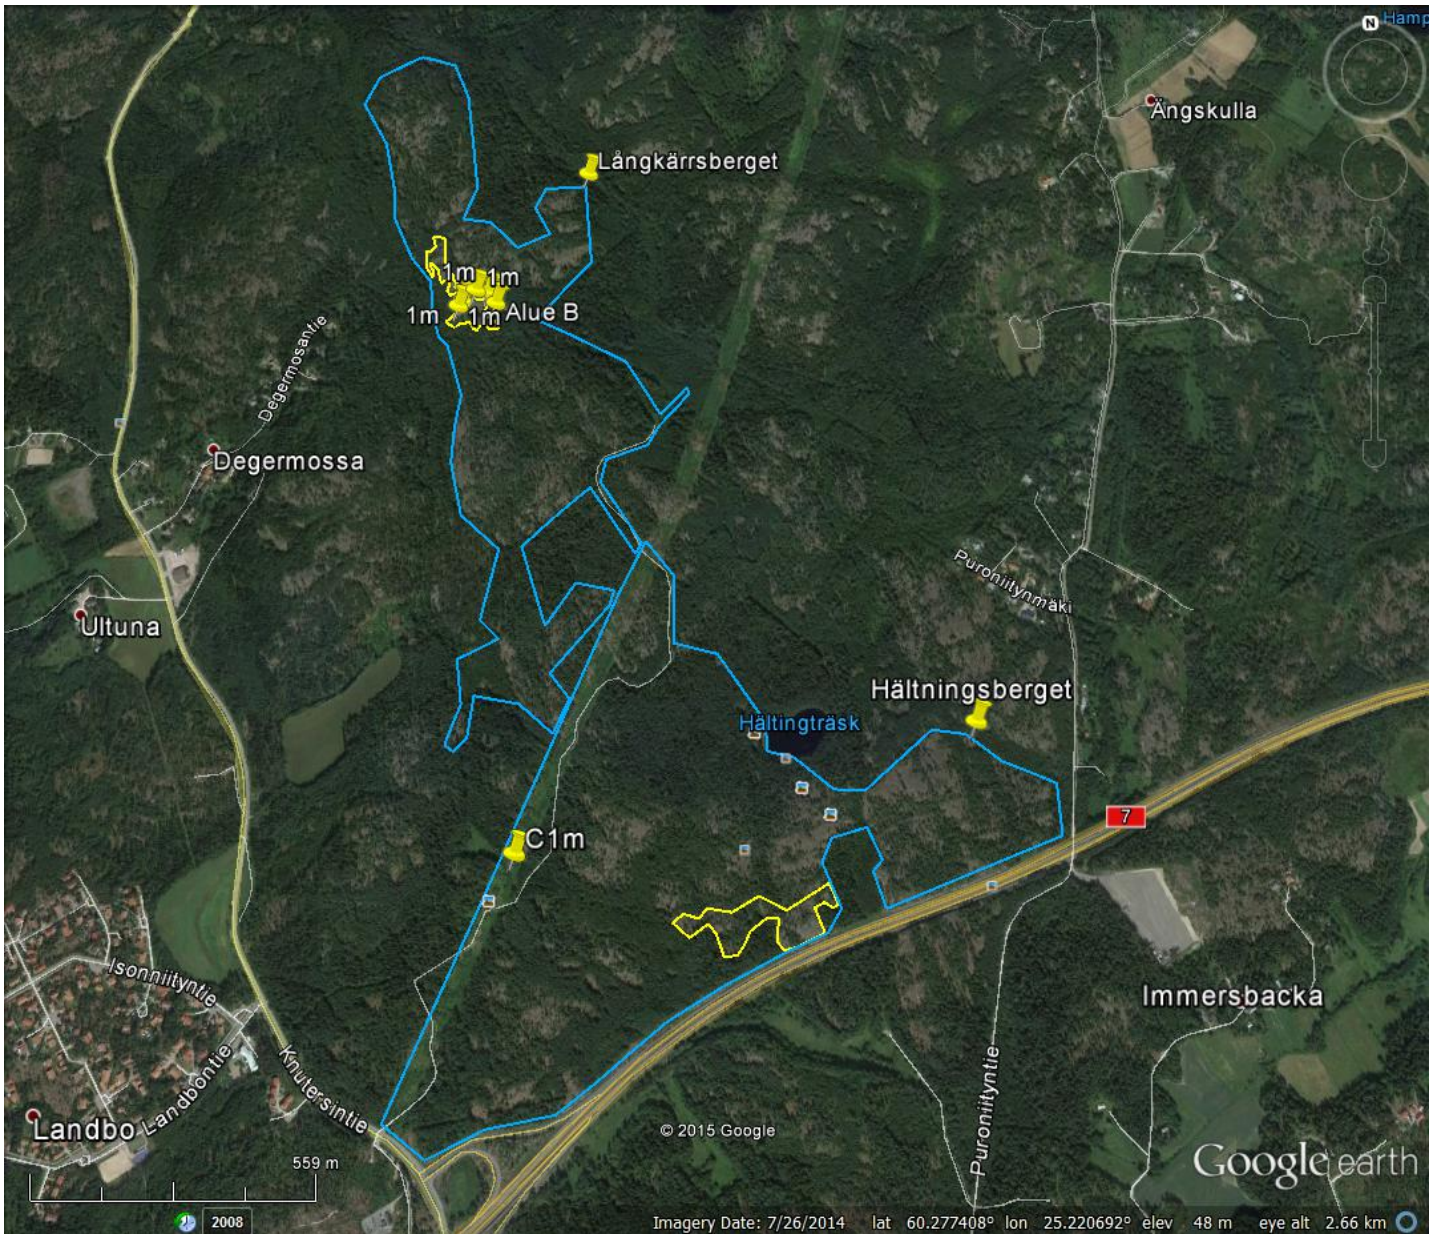 N
Hamp
Ängskulla
Långkärrsberget
1m
1m
1m
1m
Alue B
Degermosantie
Degermossa
Puroniitynmäki
Ultuna
Hältningsberget
Hältingträsk
7
C1m
Isonniityntie
Immersbacka
Knutersintie
Landbontie
Puroniityntie
Landbo
© 2015 Google
559 m
Google earth
2008
Imagery Date: 7/26/2014 lat 60.277408° lon 25.220692° elev 48 m eye alt 2.66 km